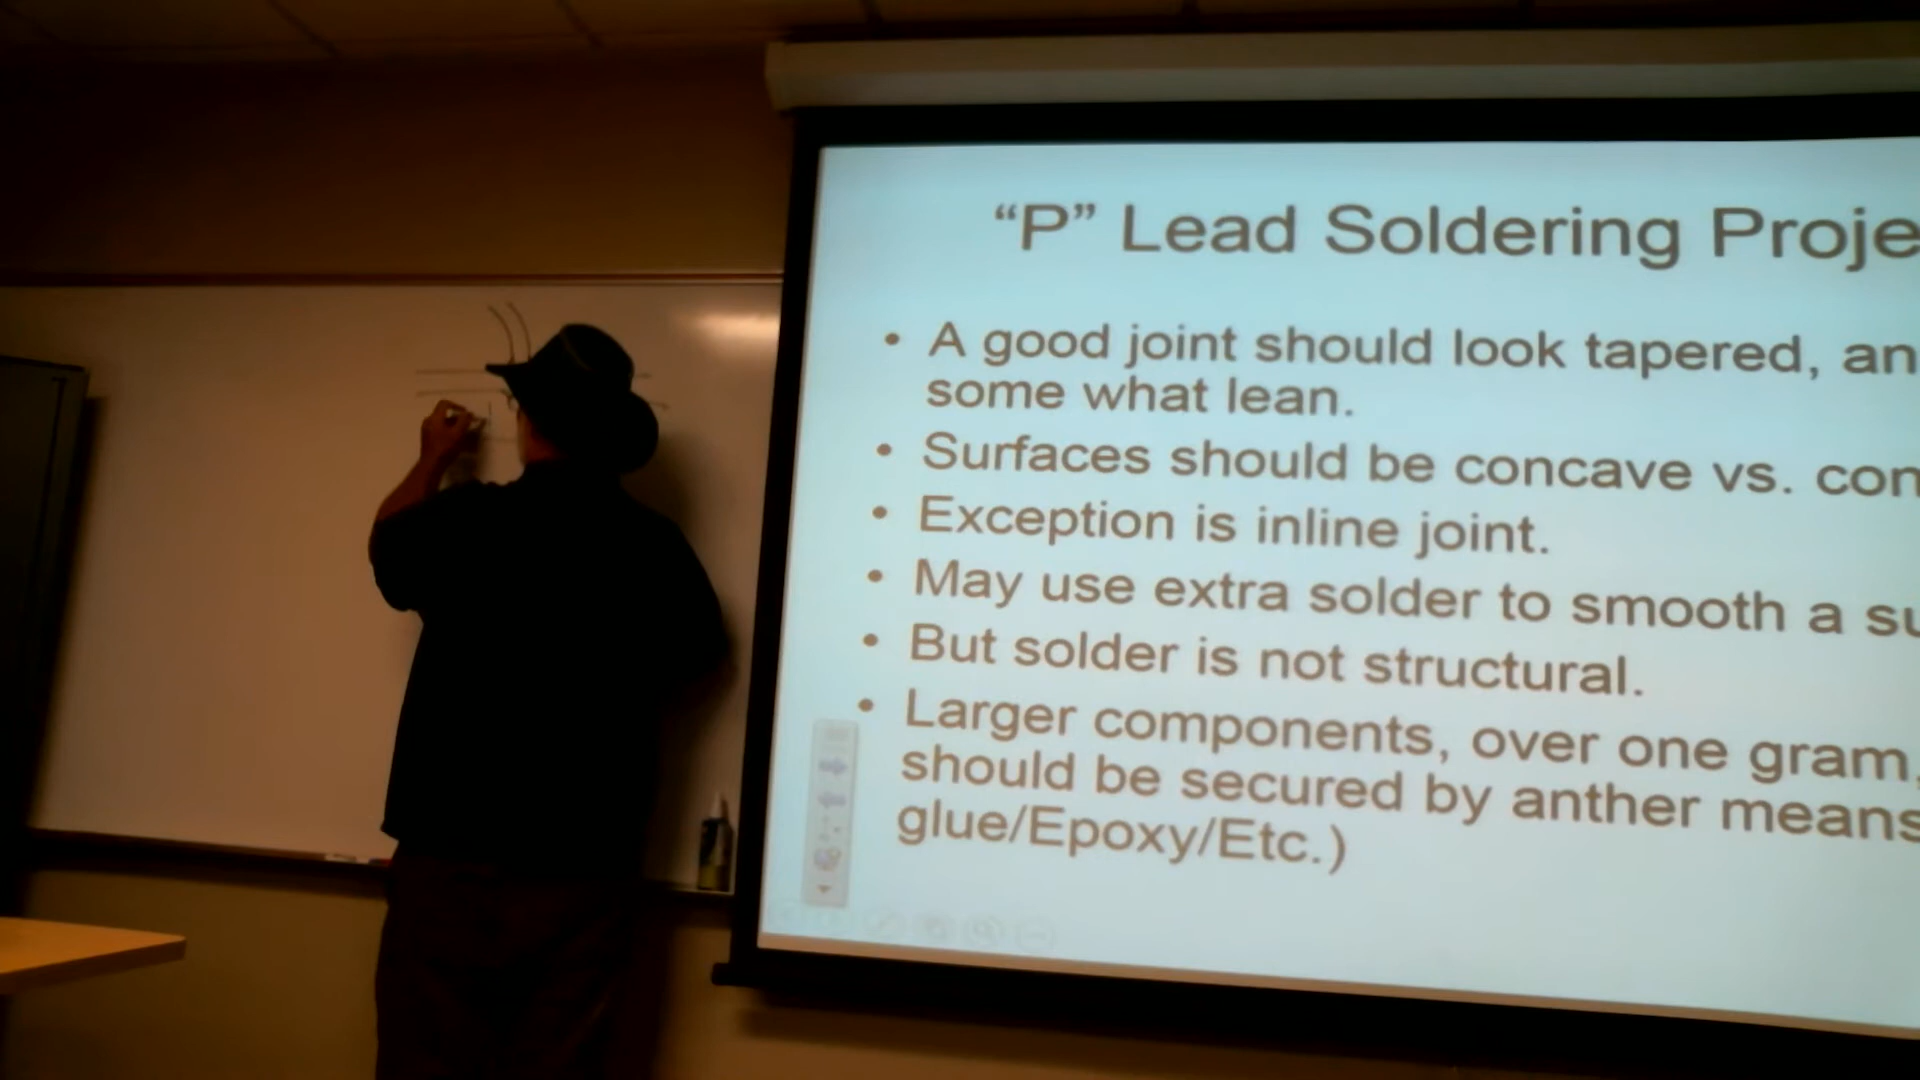 “P” Lead Soldering Proje
• A good joint should look tapered, an
some what lean.
• Surfaces should be concave vs. con
• Exception is inline joint.
• May use extra solder to smooth a su
• But solder is not structural.
• Larger components, over one gram,
should be secured by anther means
glue/Epoxy/Etc.)